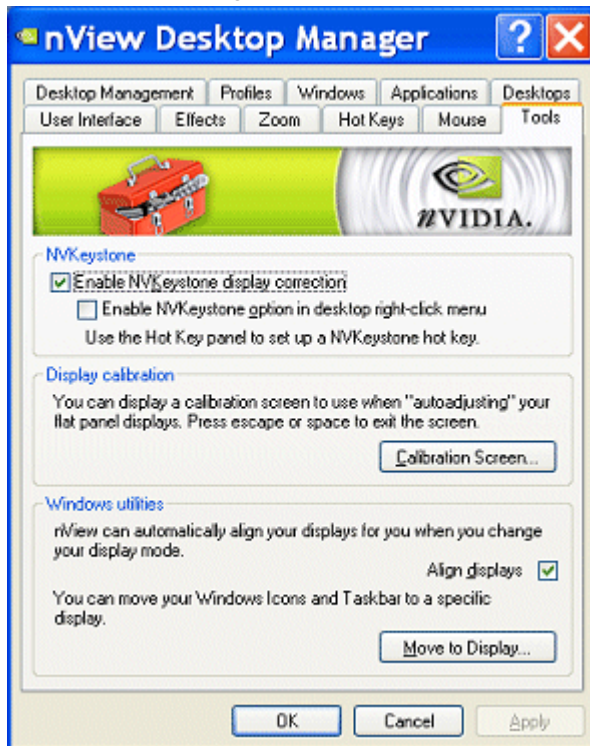 nView Desktop Manager
Desktop Management Profiles Windows Applications Desktops
User Interface Effects Zoom Hot Keys Mouse Tools
nVIDIA.
NVKeystone
Enable NVKeystone display correction
Enable NVKeystone option in desktop right-click menu
Use the Hot Key panel to set up a NVKeystone hot key.
Display calibration
You can display a calibration screen to use when "autoadjusting" your
flat panel displays. Press escape or space to exit the screen.
Calibration Screen...
Windows utilities
nView can automatically align your displays for you when you change
your display mode.
Align displays
You can move your Windows Icons and Taskbar to a specific
display.
Move to Display...
OK Cancel Apply